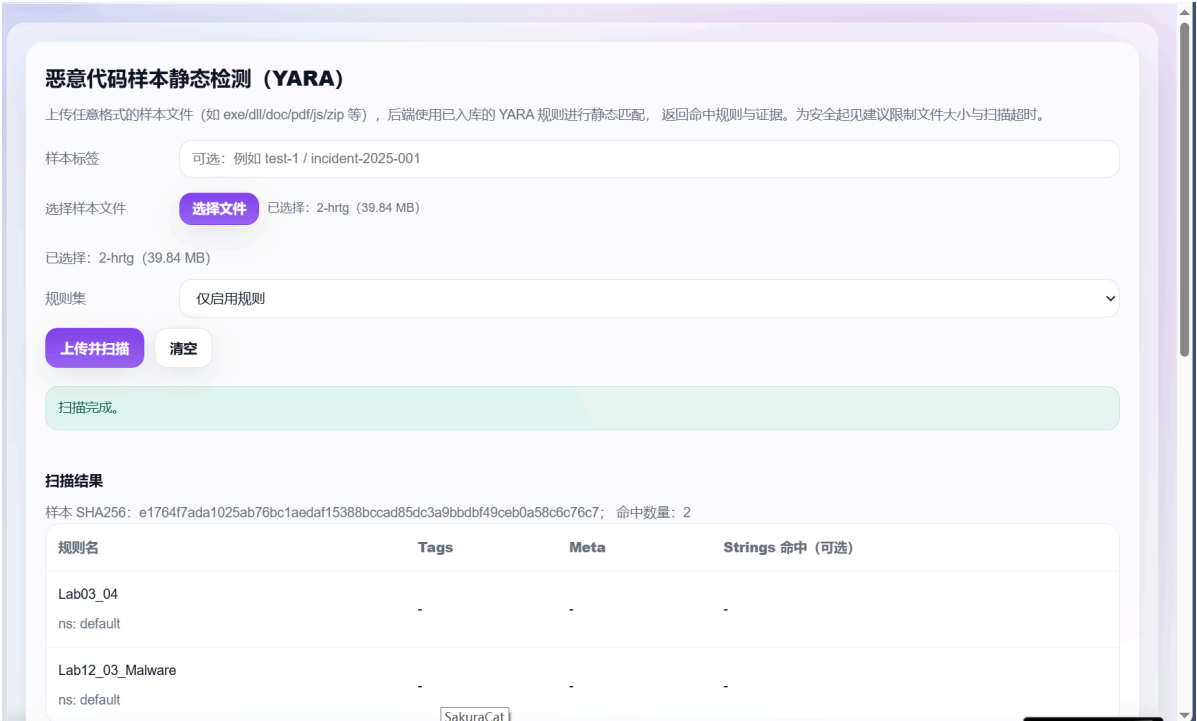 恶意代码样本静态检测（YARA）
上传任意格式的样本文件（如 exe/dll/doc/pdf/js/zip 等），后端使用已入库的 YARA 规则进行静态匹配， 返回命中规则与证据。为安全起见建议限制文件大小与扫描超时。
样本标签 可选：例如 test-1 / incident-2025-001
选择样本文件 选择文件 已选择：2-hrtg（39.84 MB）
已选择：2-hrtg（39.84 MB）
规则集 仅启用规则
上传并扫描 清空
扫描完成。
扫描结果
样本 SHA256：e1764f7ada1025ab76bc1aedaf15388bccad85dc3a9bbdbf49ceb0a58c6c76c7； 命中数量：2
规则名 Tags Meta Strings 命中（可选）
Lab03_04
- - -
ns: default
Lab12_03_Malware
- - -
ns: default
SakuraCat